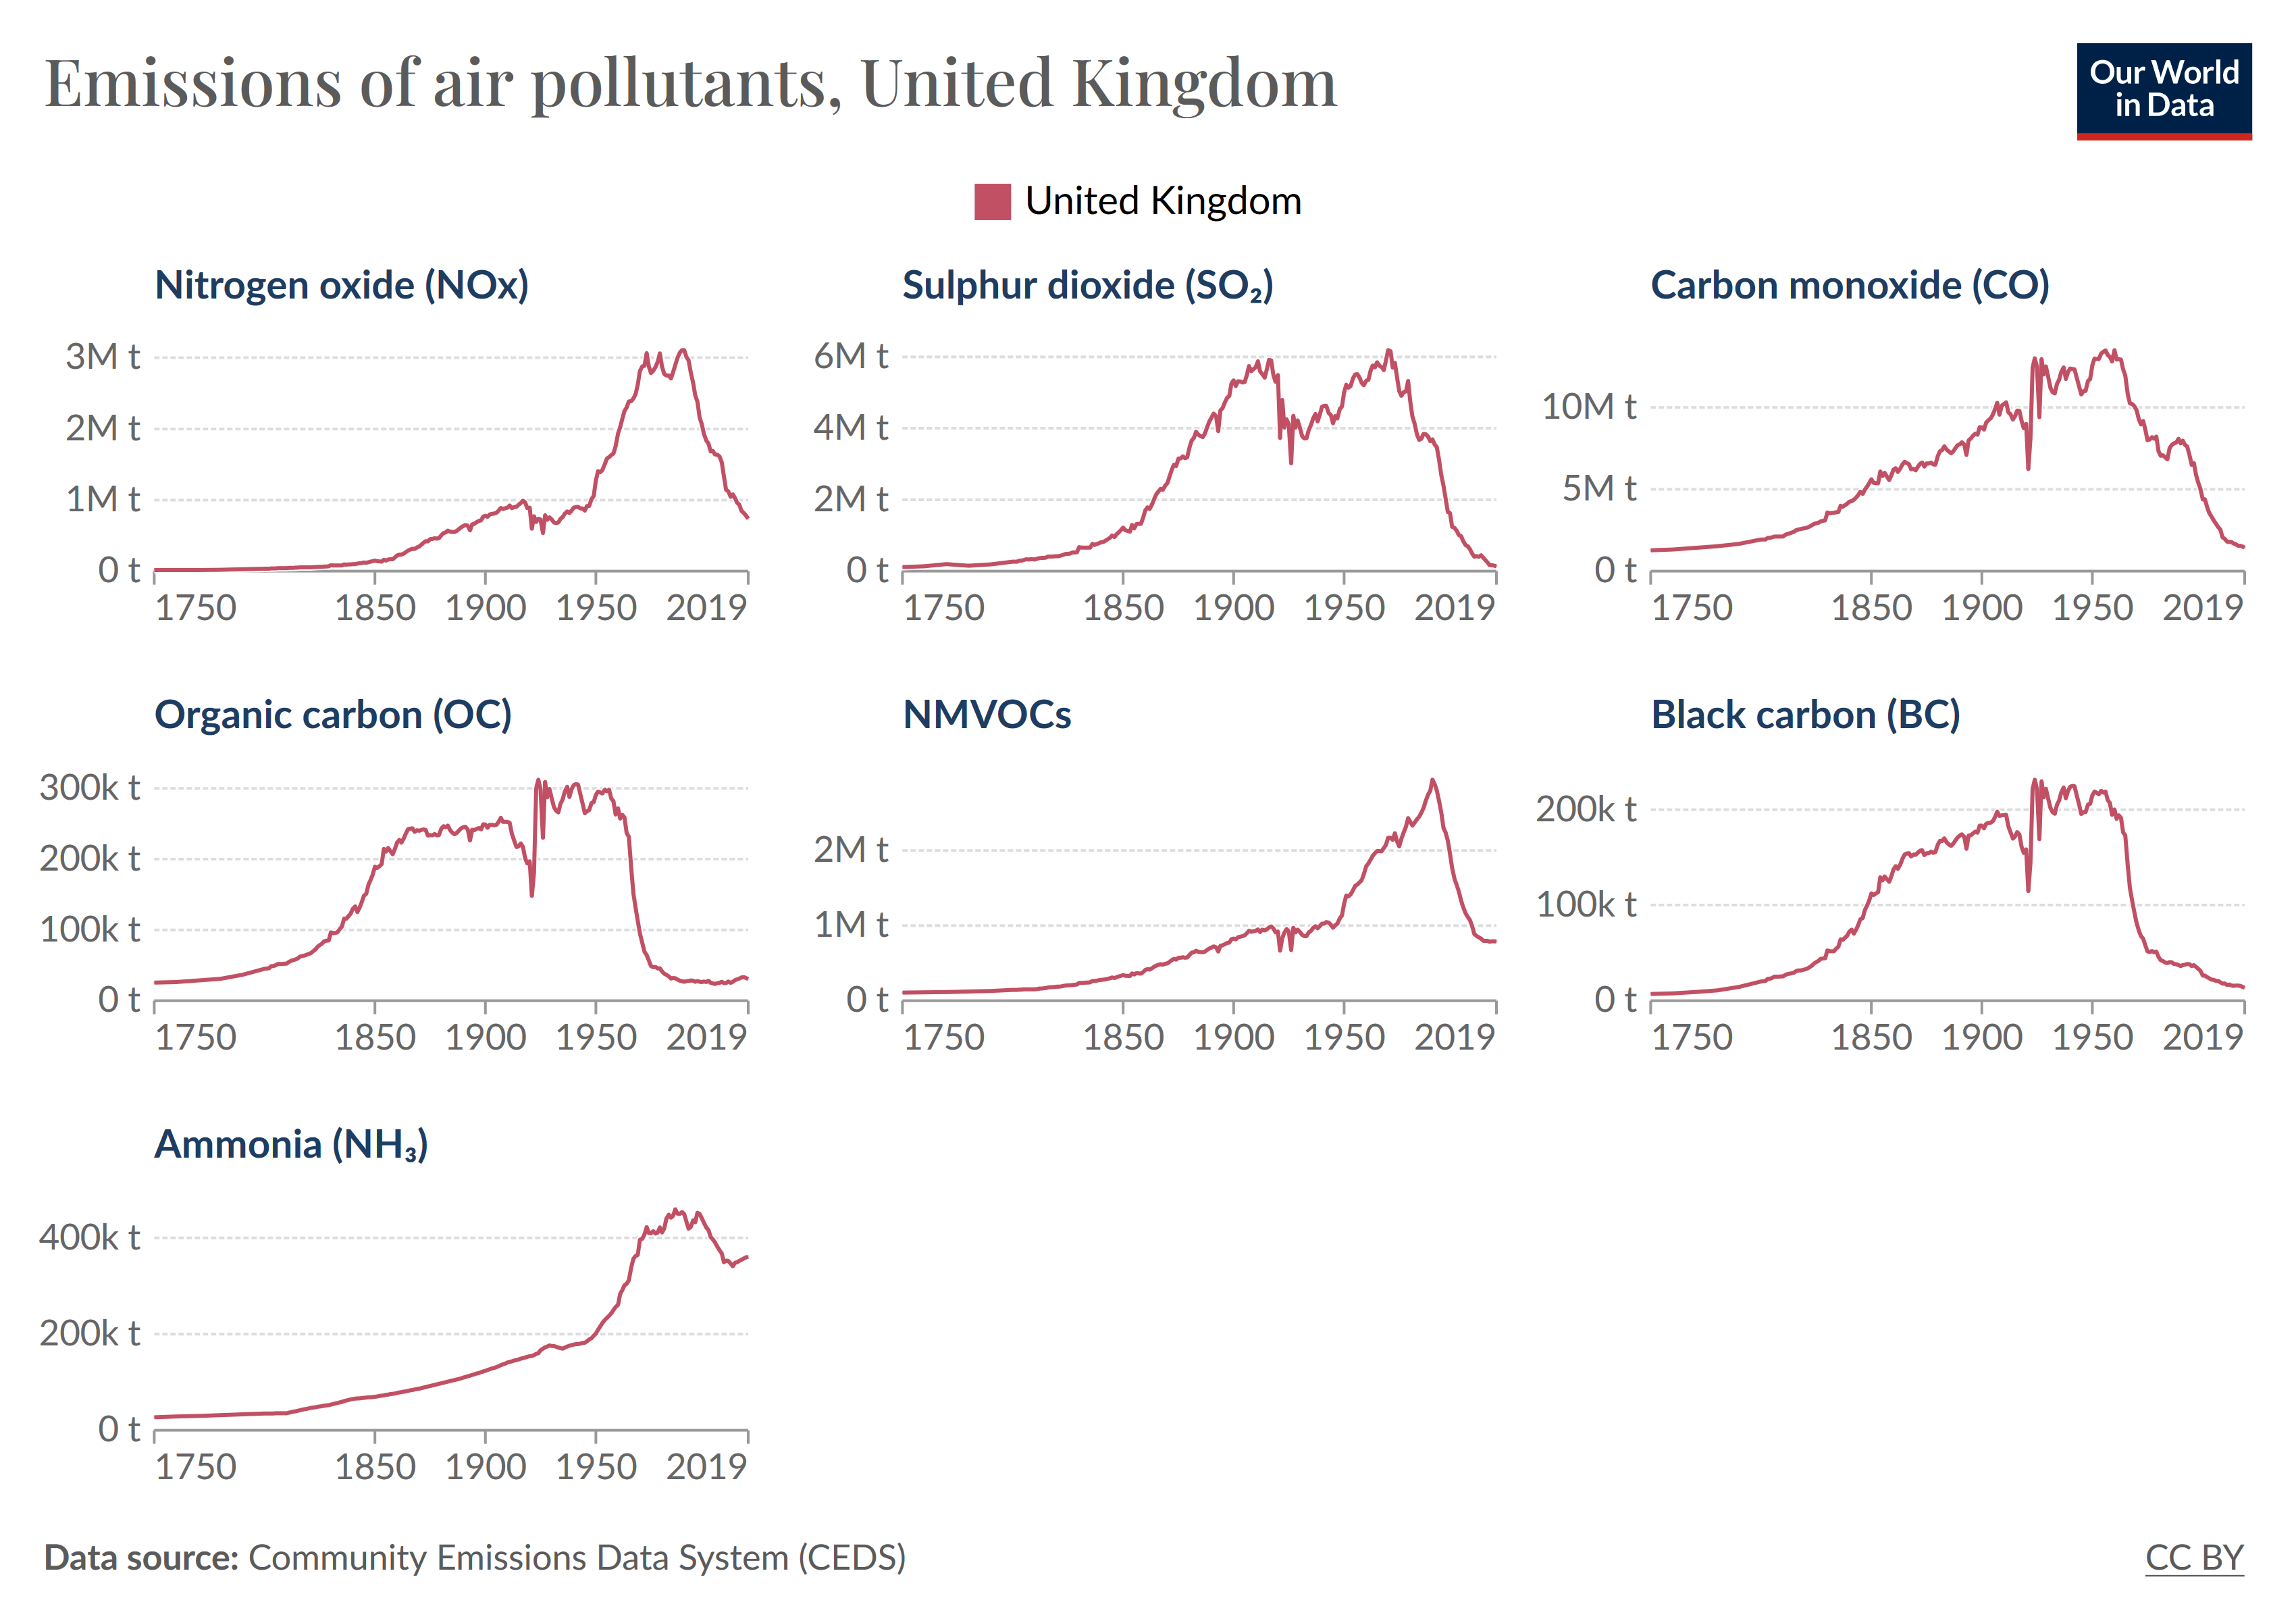 Emissions of air pollutants, United Kingdom
Our World
in Data
United Kingdom
Nitrogen oxide (NOx)
3M t
2M t
1M t
0 t
1750 1850 1900 1950 2019
Sulphur dioxide (SO₂)
6M t
4M t
2M t
0 t
1750 1850 1900 1950 2019
Carbon monoxide (CO)
10M t
5M t
0 t
1750 1850 1900 1950 2019
Organic carbon (OC)
300k t
200k t
100k t
0 t
1750 1850 1900 1950 2019
NMVOCs
2M t
1M t
0 t
1750 1850 1900 1950 2019
Black carbon (BC)
200k t
100k t
0 t
1750 1850 1900 1950 2019
Ammonia (NH₃)
400k t
200k t
0 t
1750 1850 1900 1950 2019
Data source: Community Emissions Data System (CEDS)
CC BY